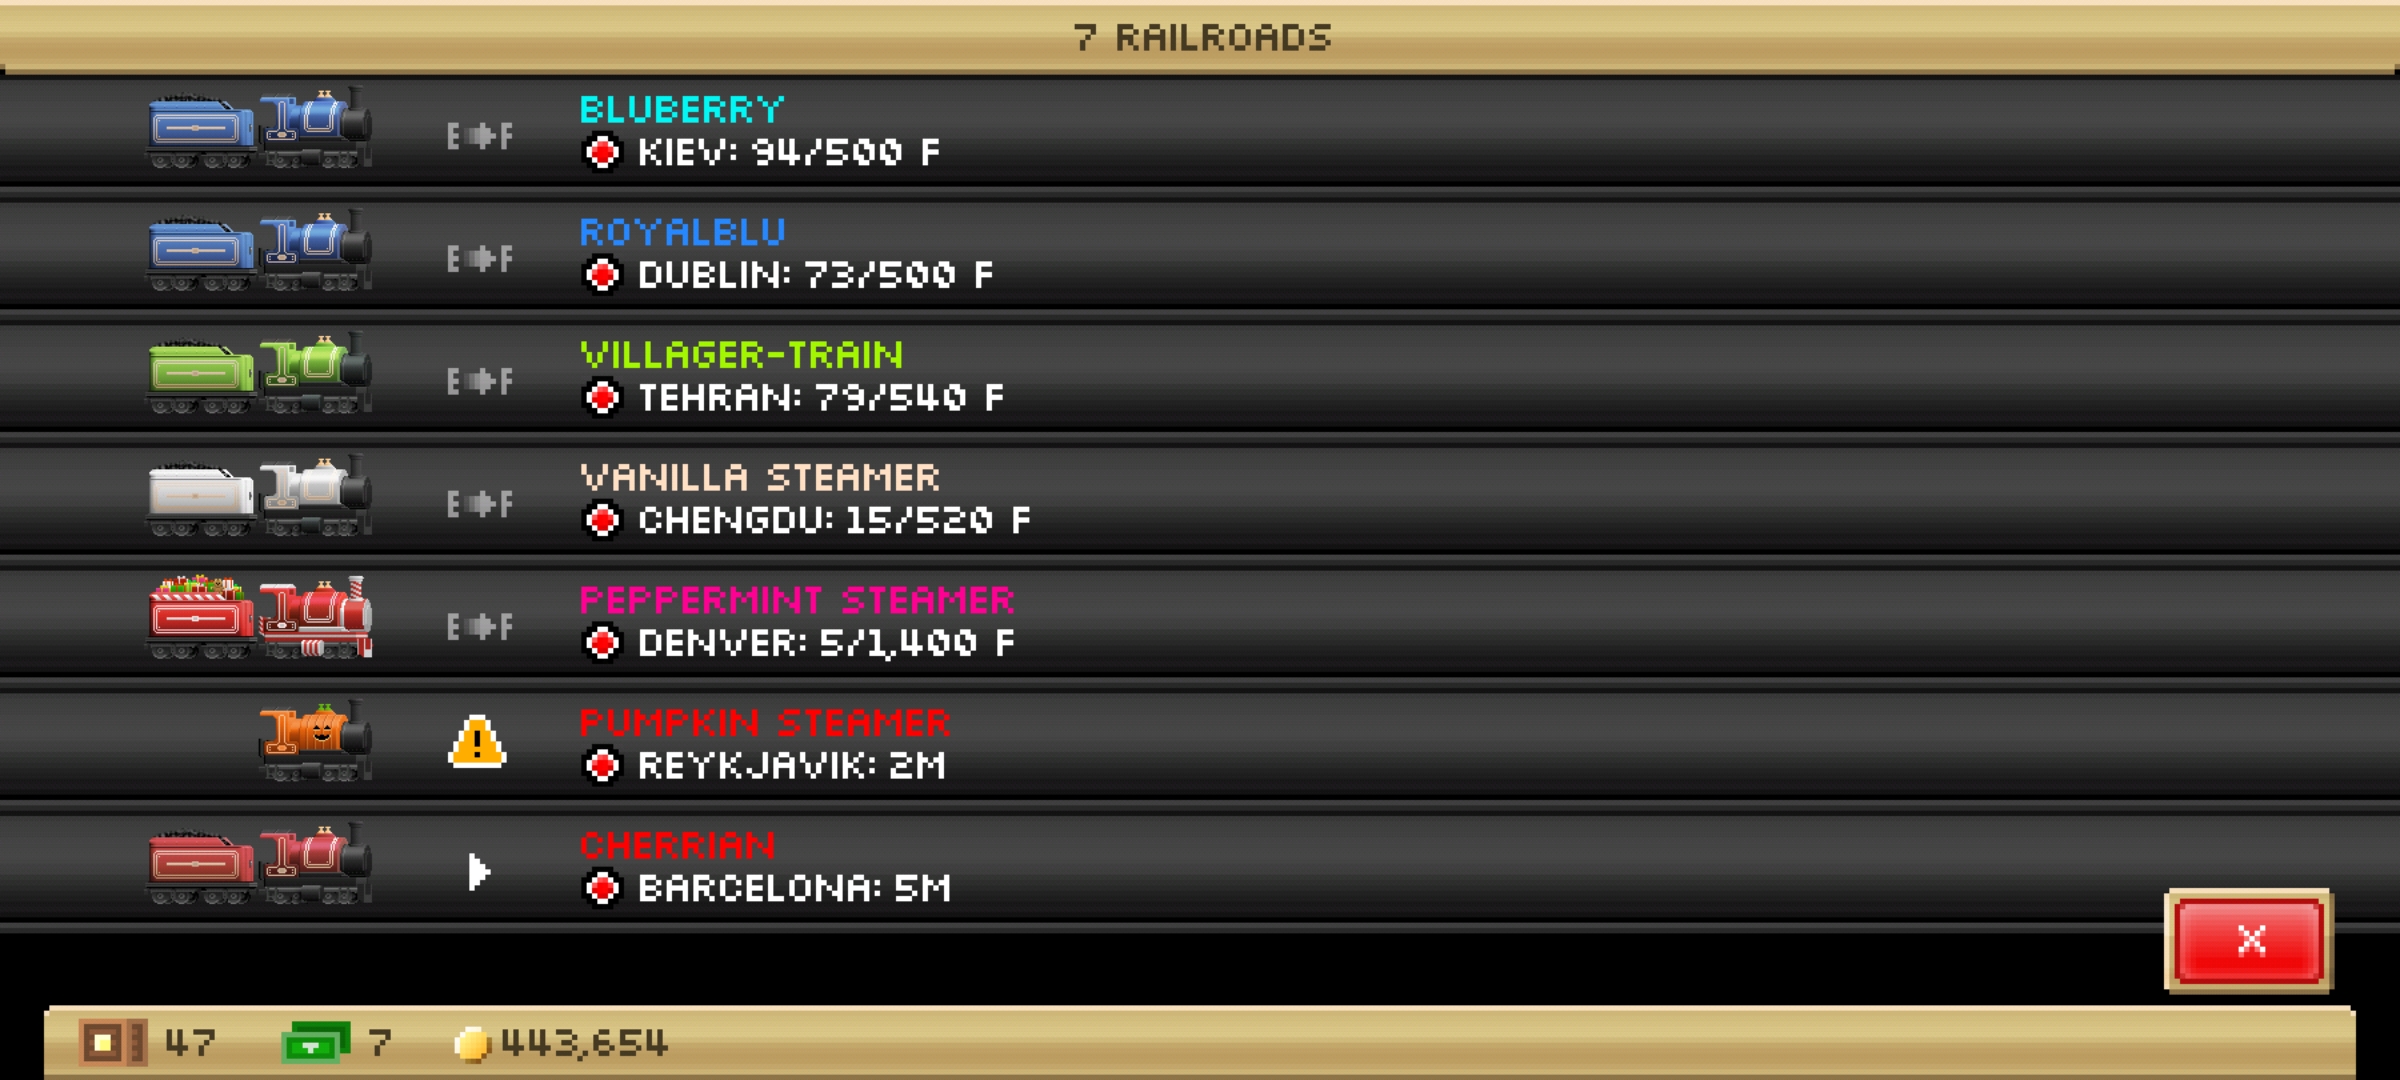 7 RAILROADS
BLUBERRY
E F
KIEV: 94/500 F
ROYALBLU
E F
DUBLIN: 73/500 F
VILLAGER-TRAIN
E F
TEHRAN: 79/540 F
VANILLA STEAMER
E F
CHENGDU: 15/520 F
PEPPERMINT STEAMER
E F
DENVER: 5/1,400 F
PUMPKIN STEAMER
!
REYKJAVIK: 2M
CHERRIAN
BARCELONA: 5M
X
47 7 443,654